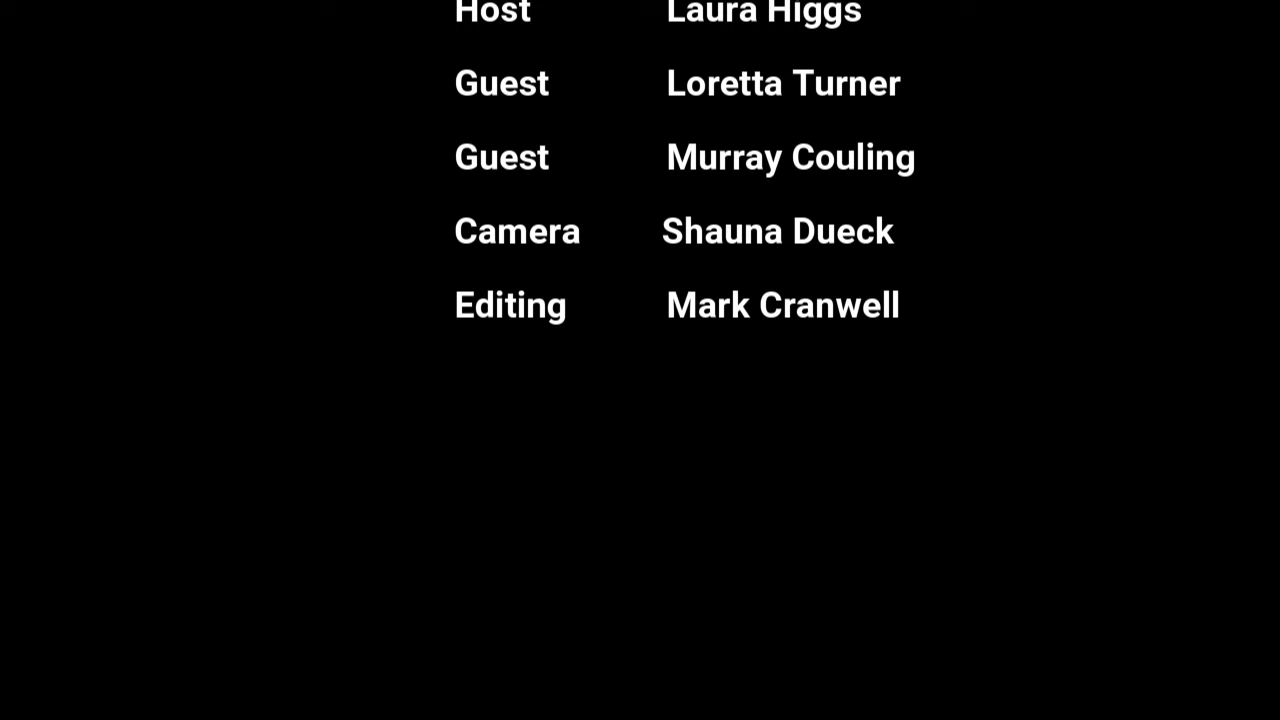 Host Laura Higgs
Guest Loretta Turner
Guest Murray Couling
Camera Shauna Dueck
Editing Mark Cranwell